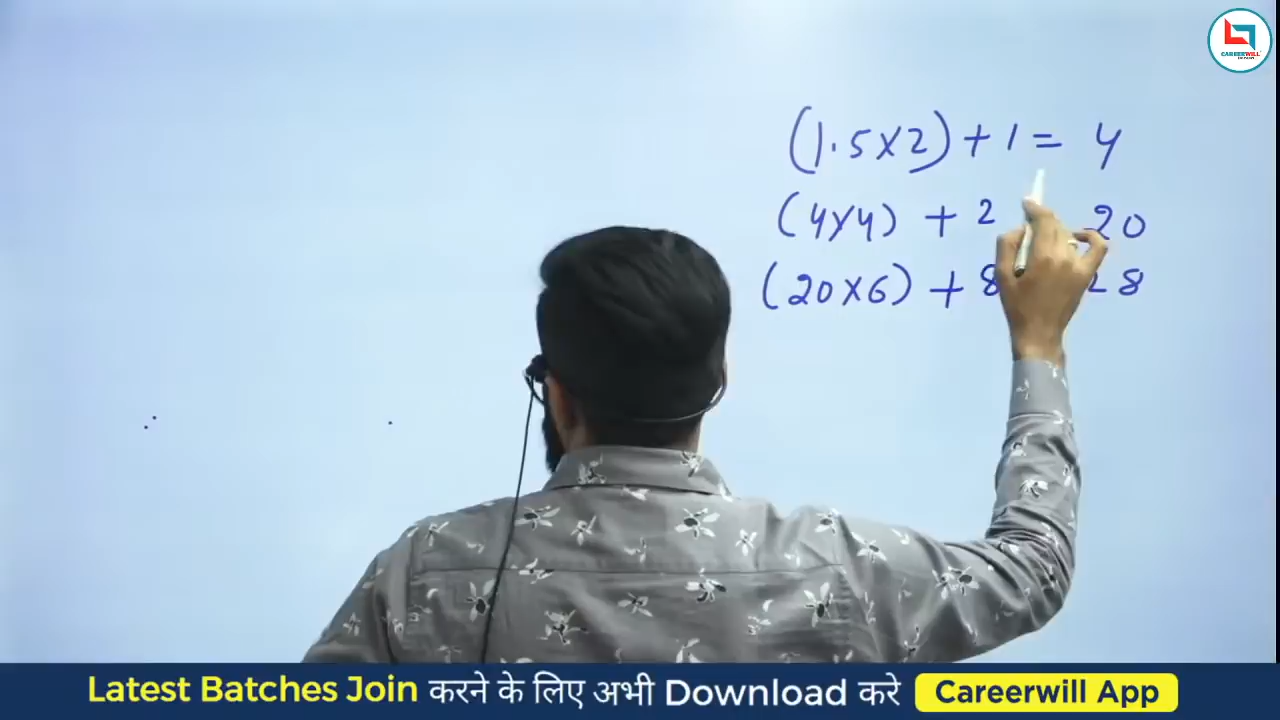 CAREERWILL
(1.5x2) + 1 = 4
(4x4) + 2 20
(20x6) + 8 28
Latest Batches Join करने के लिए अभी Download करे Careerwill App